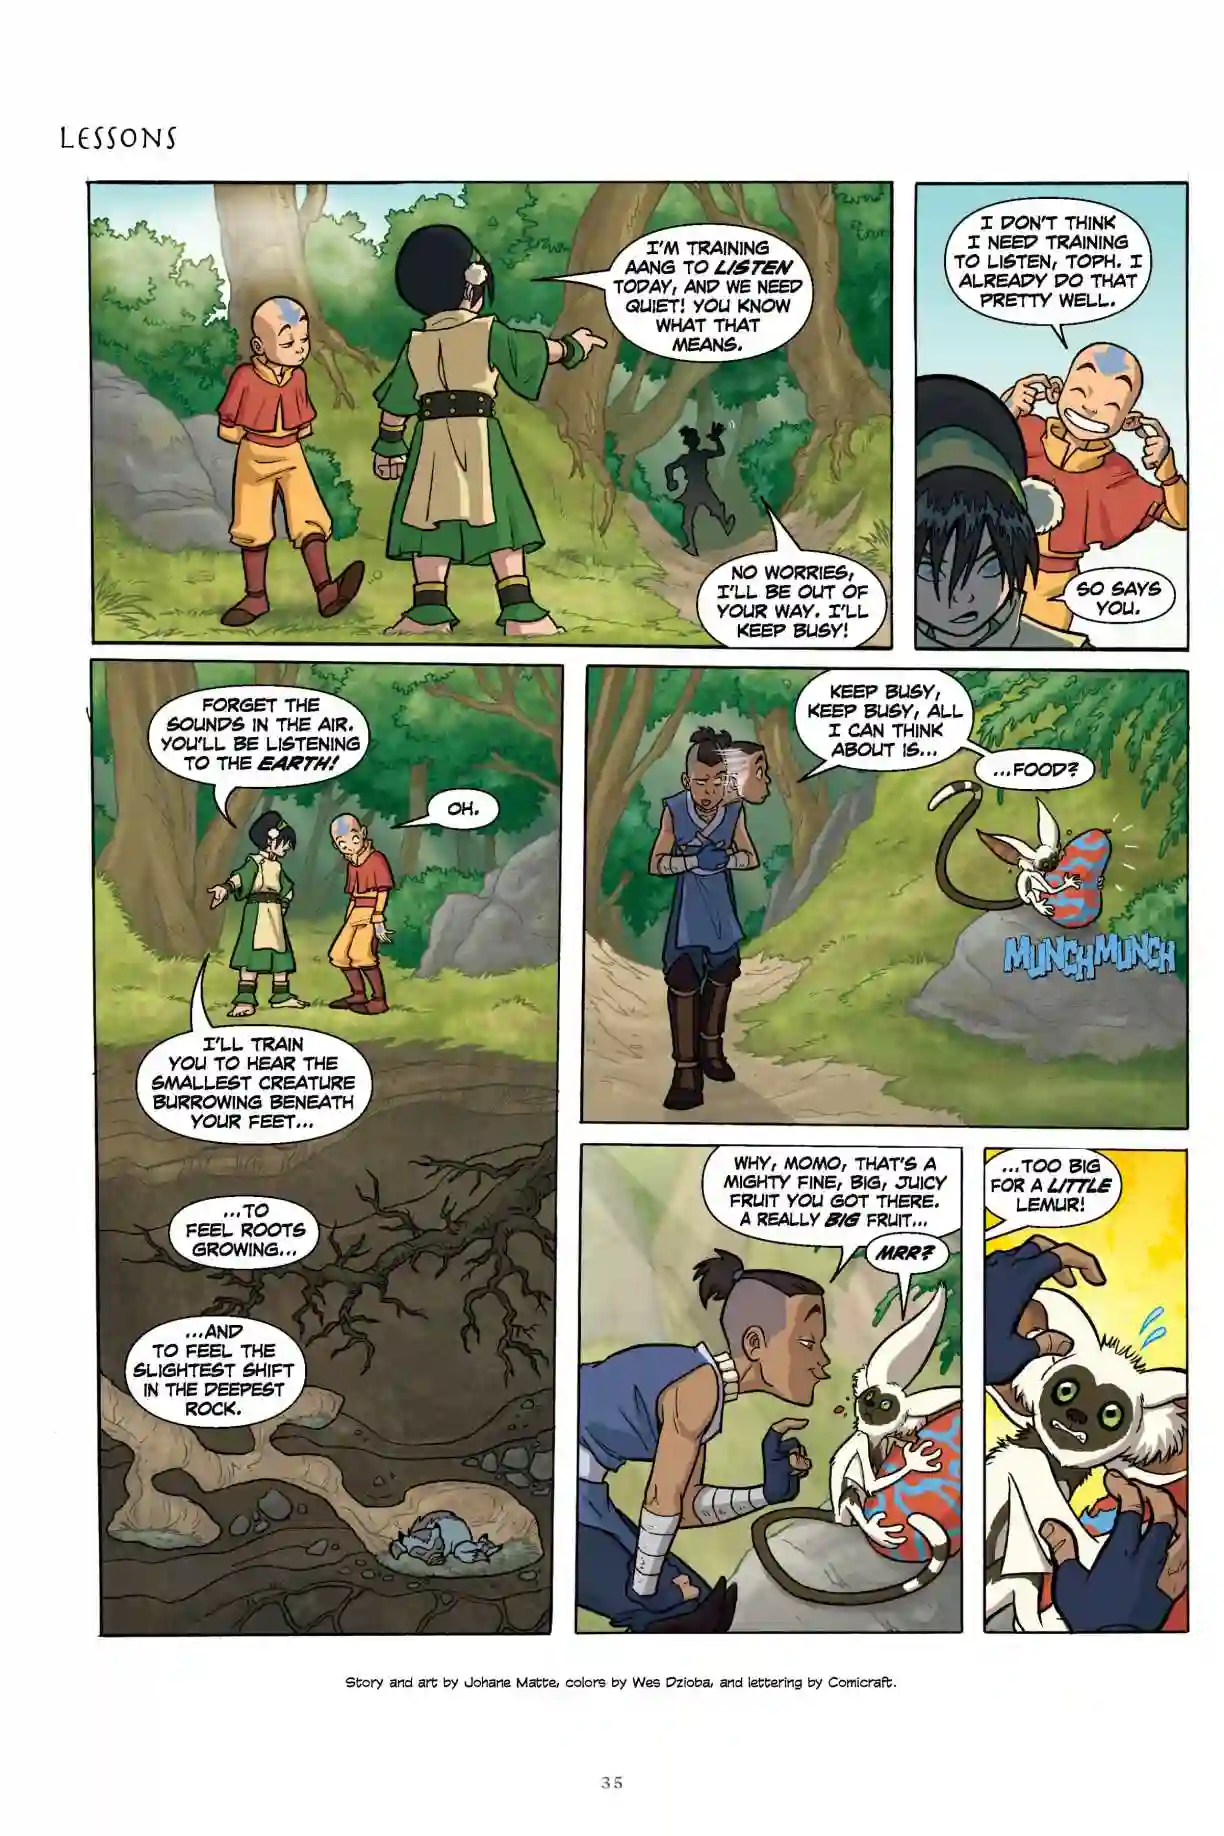 LESSONS
I'M TRAINING
AANG TO LISTEN
TODAY, AND WE NEED
QUIET! YOU KNOW
WHAT THAT
MEANS.
NO WORRIES,
I'LL BE OUT OF
YOUR WAY. I'LL
KEEP BUSY!
I DON'T THINK
I NEED TRAINING
TO LISTEN, TOPH. I
ALREADY DO THAT
PRETTY WELL.
SO SAYS
YOU.
FORGET THE
SOUNDS IN THE AIR.
YOU'LL BE LISTENING
TO THE EARTH!
OH.
I'LL TRAIN
YOU TO HEAR THE
SMALLEST CREATURE
BURROWING BENEATH
YOUR FEET...
...TO
FEEL ROOTS
GROWING...
...AND
TO FEEL THE
SLIGHTEST SHIFT
IN THE DEEPEST
ROCK.
KEEP BUSY,
KEEP BUSY, ALL
I CAN THINK
ABOUT IS...
...FOOD?
MUNCH MUNCH
WHY, MOMO, THAT'S A
MIGHTY FINE, BIG, JUICY
FRUIT YOU GOT THERE.
A REALLY BIG FRUIT...
MRR?
...TOO BIG
FOR A LITTLE
LEMUR!
Story and art by Johane Matte, colors by Wes Dzioba, and lettering by Comicraft.
35